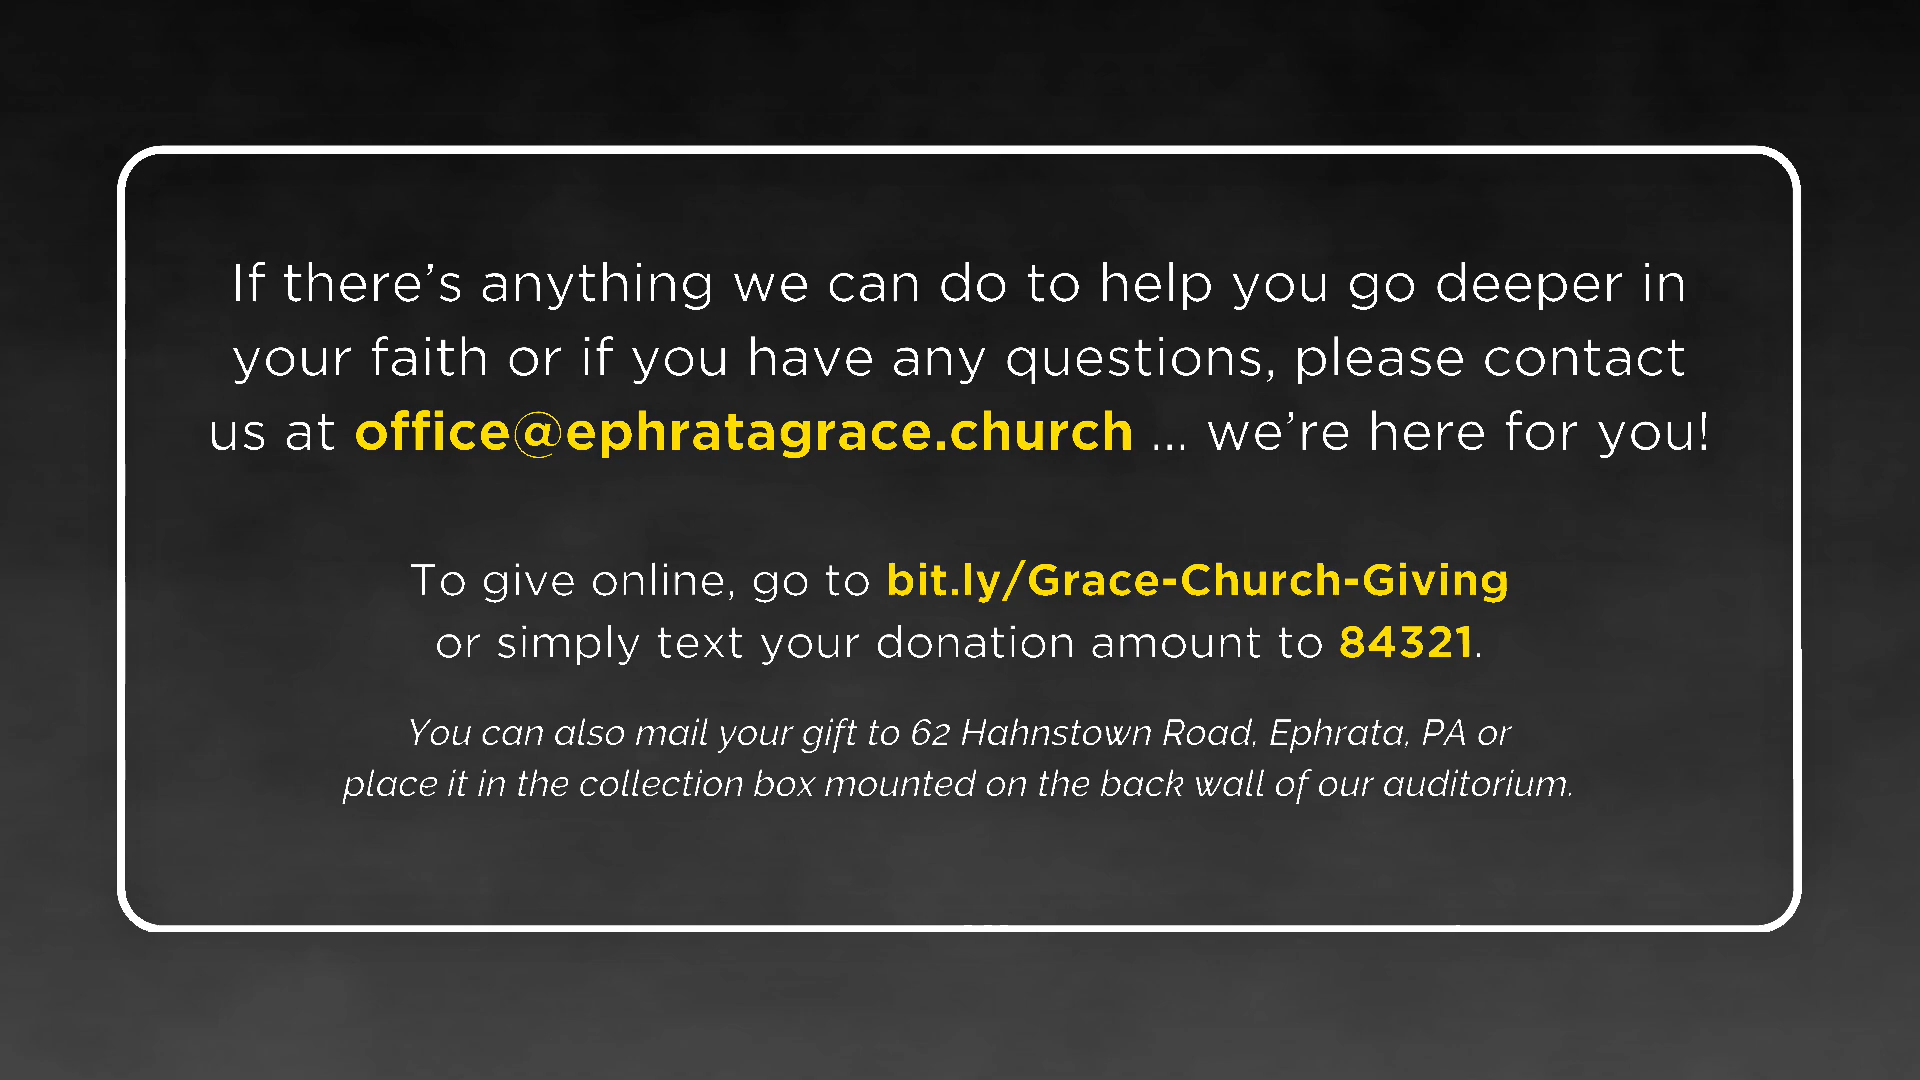 If there’s anything we can do to help you go deeper in
your faith or if you have any questions, please contact
us at office@ephratagrace.church ... we’re here for you!
To give online, go to bit.ly/Grace-Church-Giving
or simply text your donation amount to 84321.
You can also mail your gift to 62 Hahnstown Road, Ephrata, PA or
place it in the collection box mounted on the back wall of our auditorium.